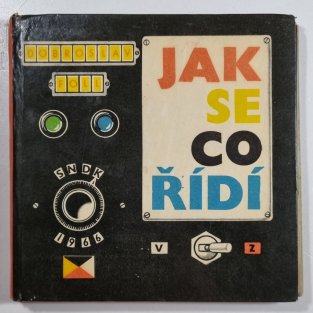 DOBROSLAV
FOLL
JAK
SE
CO
ŘÍDÍ
SNDK
1966
V
Z